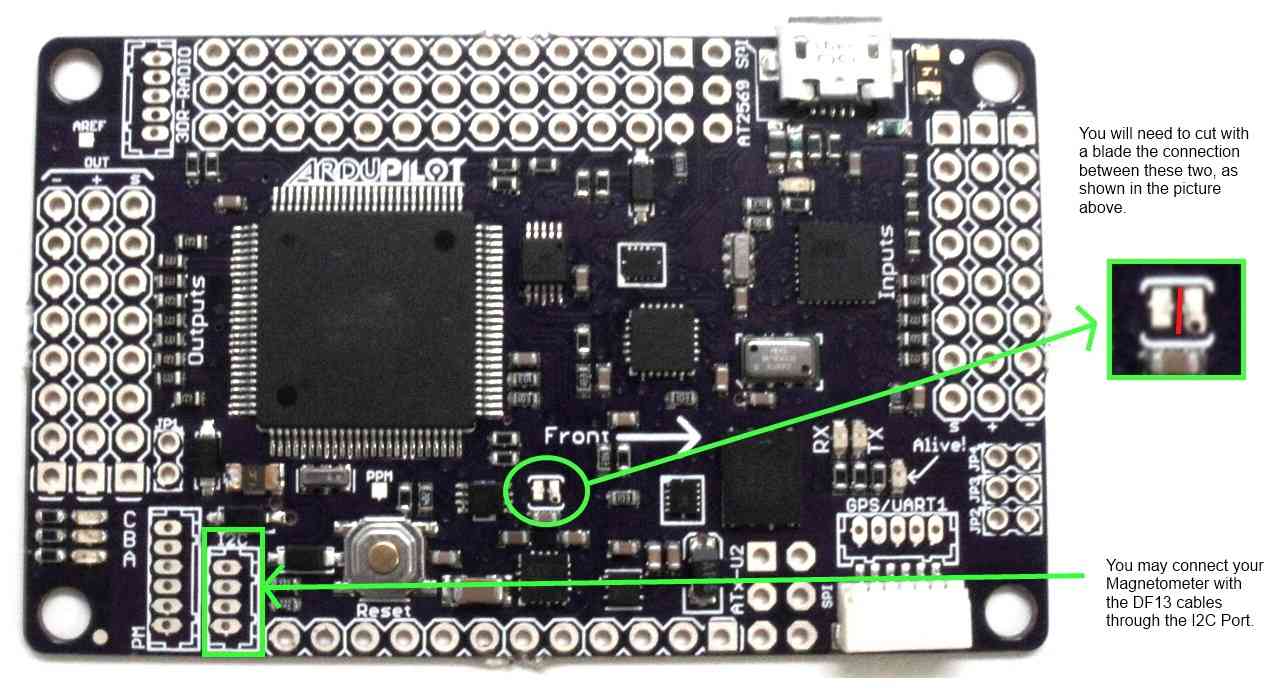 3DR-RADIO
SPI
AT2569
AREF
OUT
- + S
ARDUPILOT
+ -
Outputs
Inputs
JP1
Front
PPM
RX
TX
Alive!
S + -
JP4
JP3
JP2
GPS/UART1
C
B
A
I2C
PM
Reset
AT-U2
SPI
You will need to cut with
a blade the connection
between these two, as
shown in the picture
above.
You may connect your
Magnetometer with
the DF13 cables
through the I2C Port.